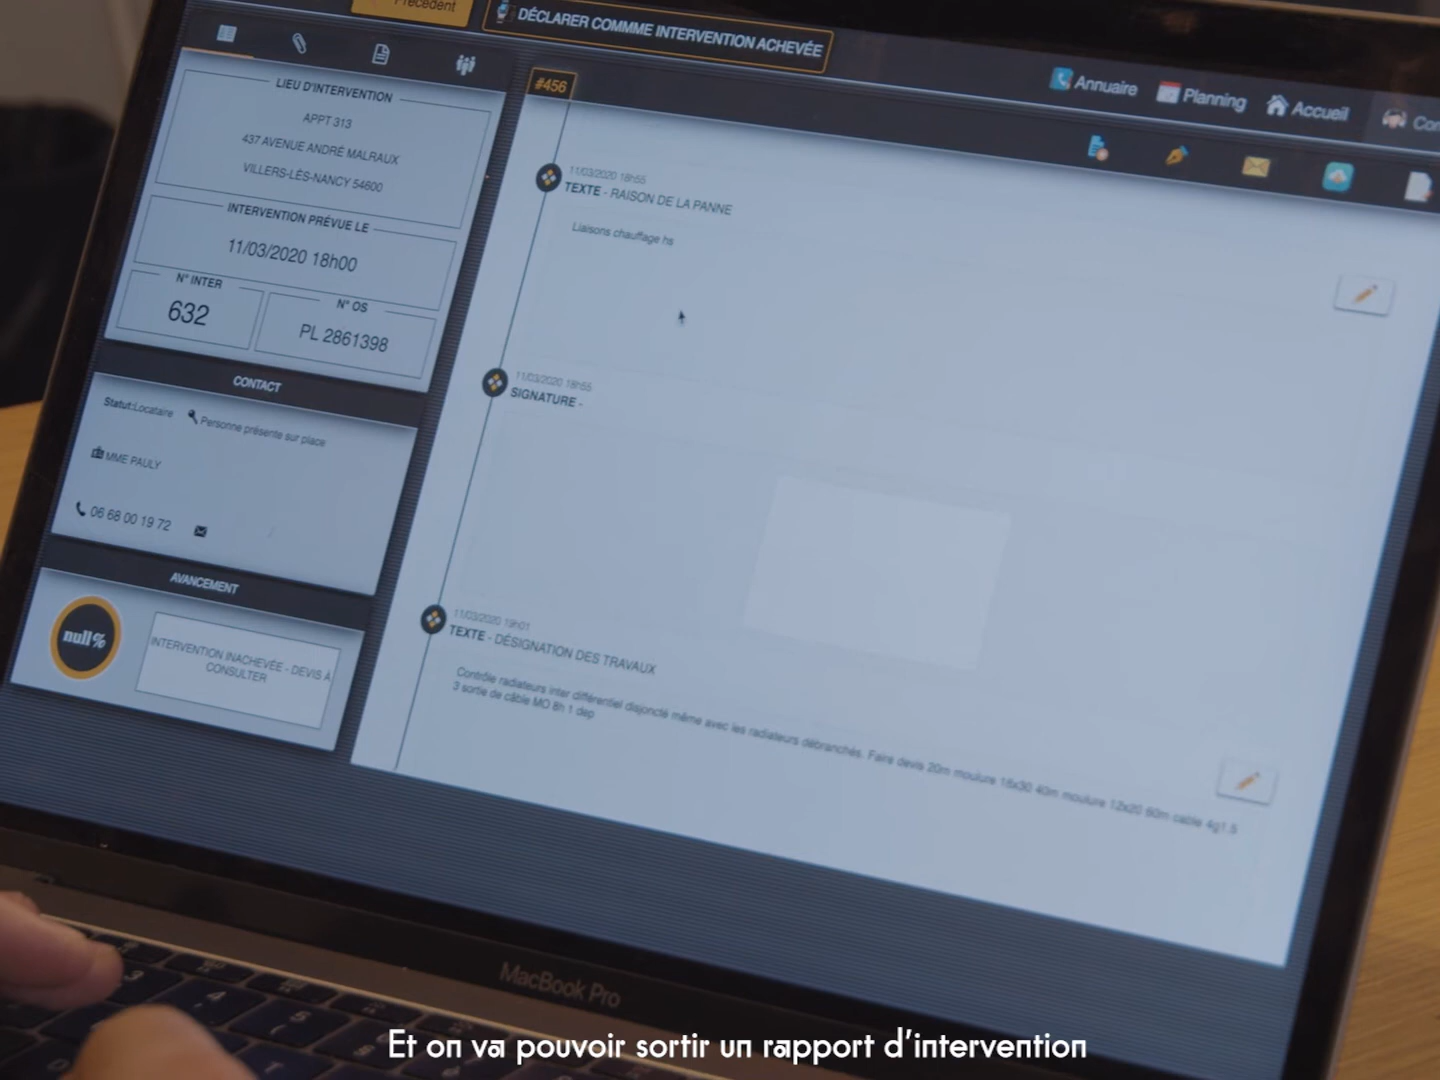 Précédent
DÉCLARER COMMME INTERVENTION ACHEVÉE
Annuaire
Planning
Accueil
LIEU D'INTERVENTION
APPT 313
437 AVENUE ANDRÉ MALRAUX
VILLERS-LÈS-NANCY 54600
INTERVENTION PRÉVUE LE
11/03/2020 18h00
N° INTER
632
N° OS
PL 2861398
CONTACT
Statut:Locataire
Personne présente sur place
MME PAULY
06 68 00 19 72
AVANCEMENT
null%
INTERVENTION INACHEVÉE - DEVIS À
CONSULTER
#456
11/03/2020 18h55
TEXTE - RAISON DE LA PANNE
Liaisons chauffage hs
11/03/2020 18h55
SIGNATURE -
11/03/2020 19h01
TEXTE - DÉSIGNATION DES TRAVAUX
Contrôle radiateurs inter différentiel disjoncté même avec les radiateurs débranchés. Faire devis 20m moulure 16x30 40m moulure 12x20 60m cable 4g1.5
3 sortie de câble MO 8h 1 dep
MacBook Pro
Et on va pouvoir sortir un rapport d'intervention